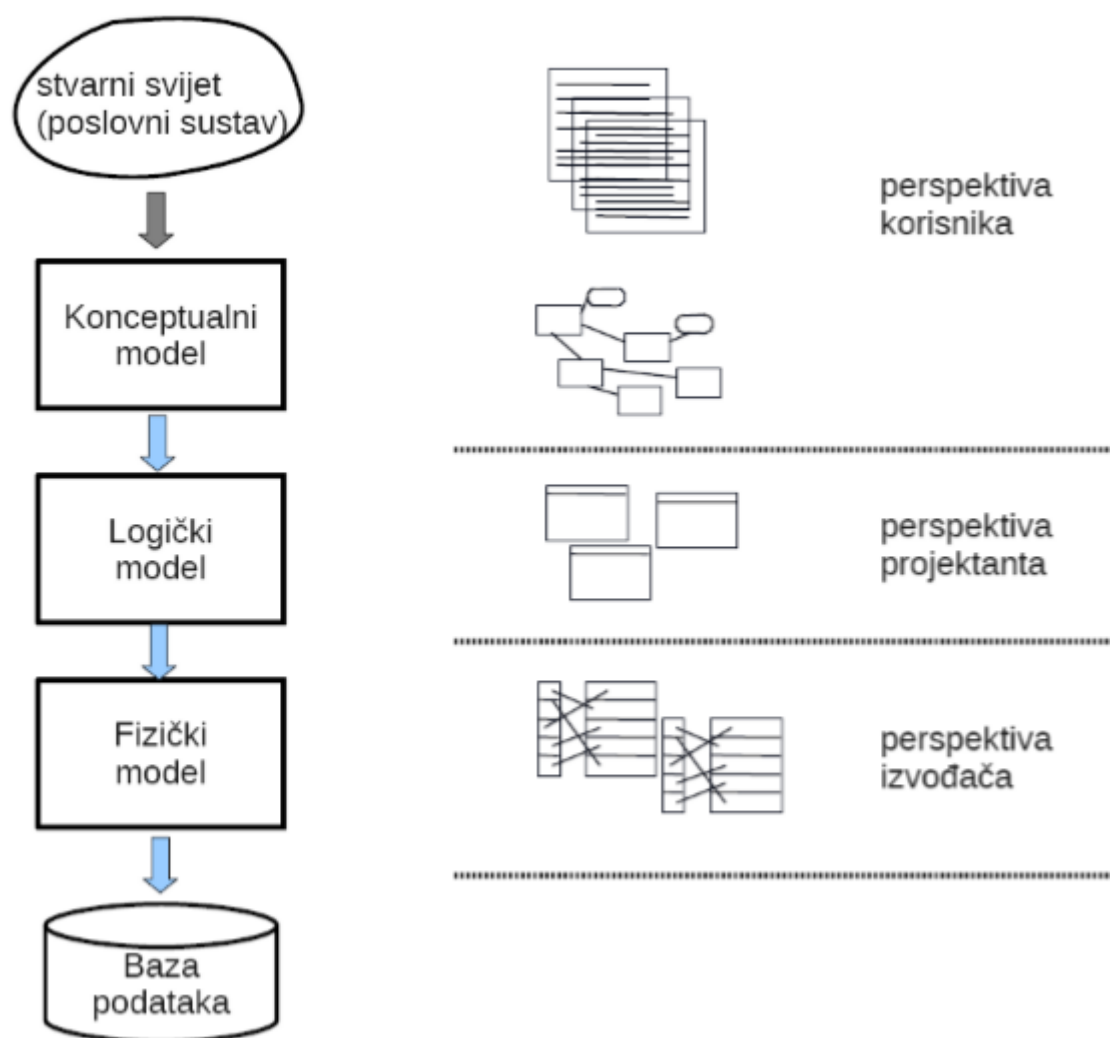 stvarni svijet
(poslovni sustav)
perspektiva
korisnika
Konceptualni
model
Logički
model
perspektiva
projektanta
Fizički
model
perspektiva
izvođača
Baza
podataka